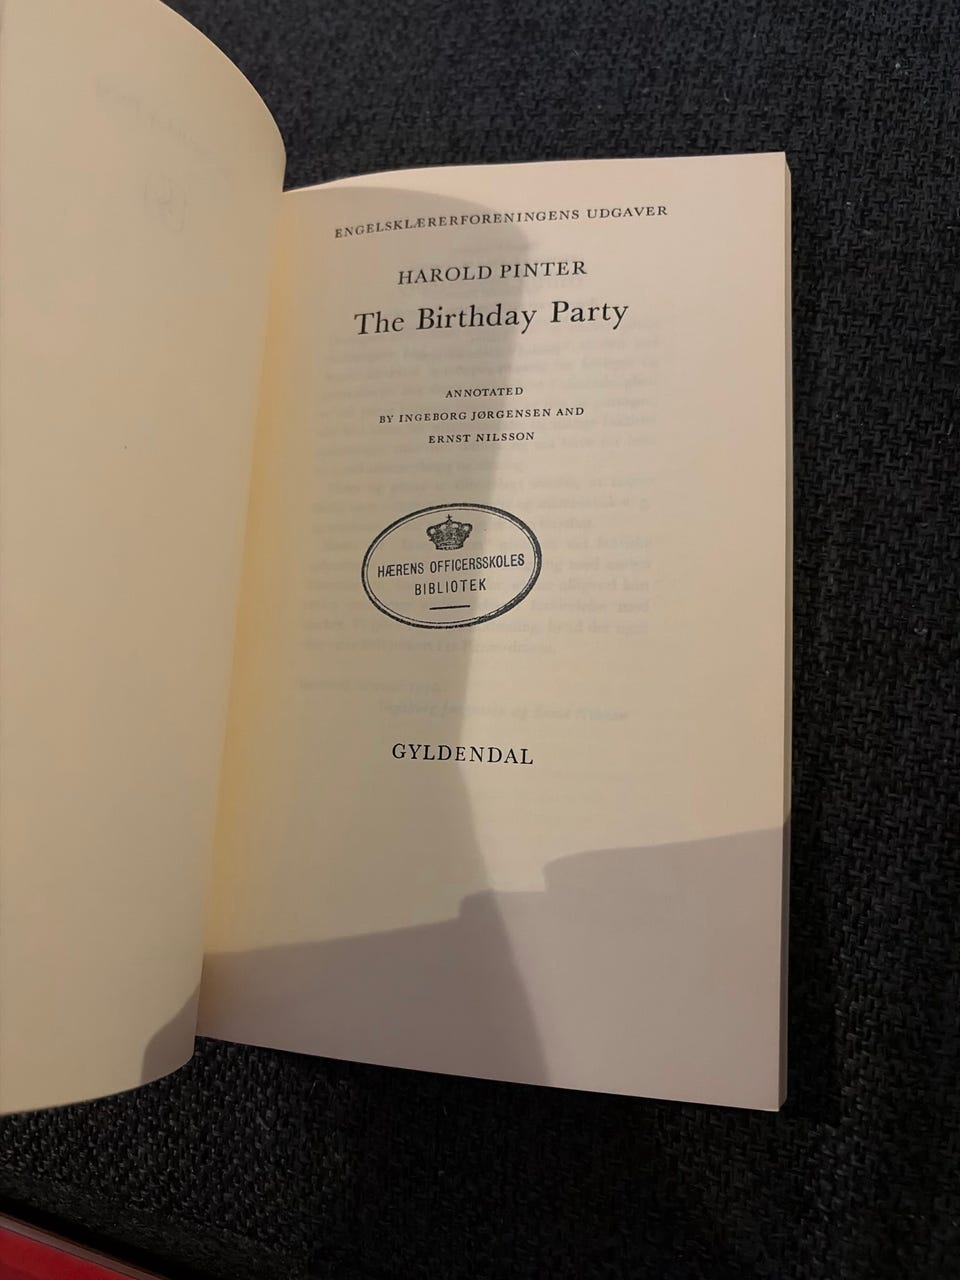 ENGELSKLÆRERFORENINGENS UDGAVER
HAROLD PINTER
The Birthday Party
ANNOTATED
BY INGEBORG JØRGENSEN AND
ERNST NILSSON
HÆRENS OFFICERSSKOLES
BIBLIOTEK
GYLDENDAL